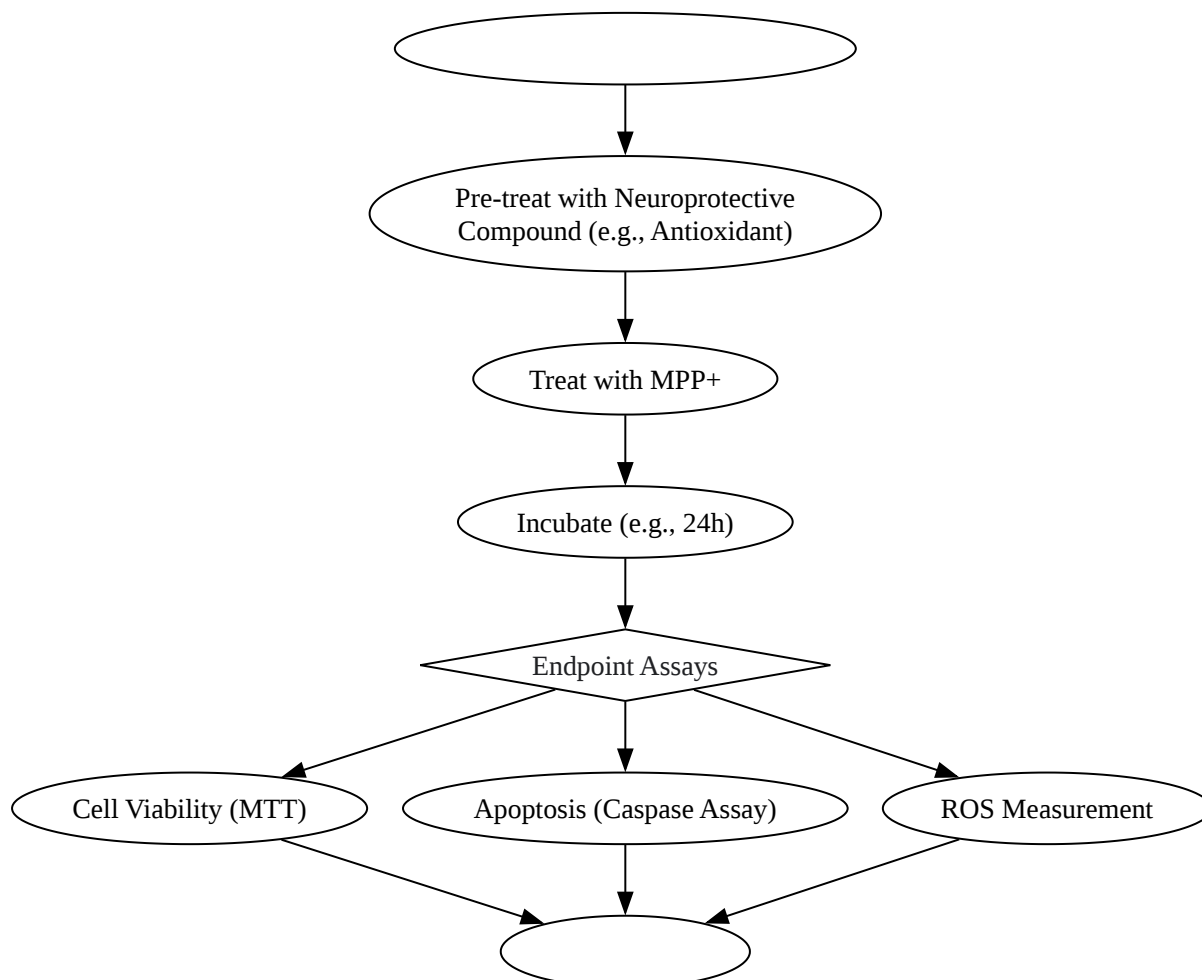 Pre-treat with Neuroprotective
Compound (e.g., Antioxidant)
Treat with MPP+
Incubate (e.g., 24h)
Endpoint Assays
Cell Viability (MTT)
Apoptosis (Caspase Assay)
ROS Measurement